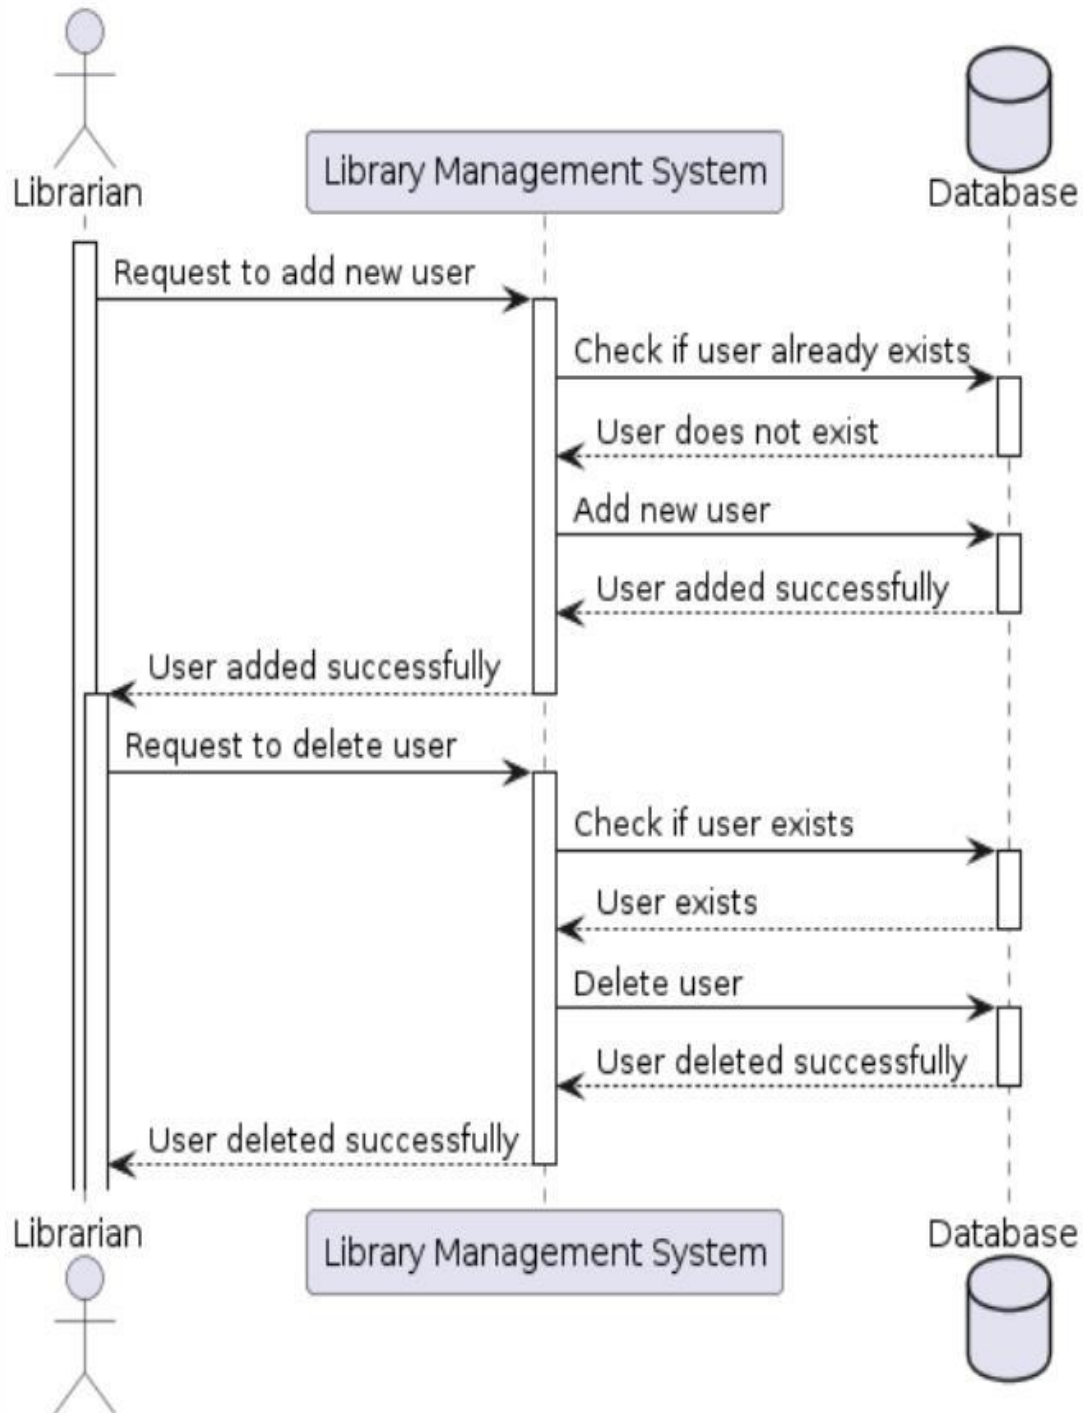 Librarian
Library Management System
Database
Request to add new user
Check if user already exists
User does not exist
Add new user
User added successfully
User added successfully
Request to delete user
Check if user exists
User exists
Delete user
User deleted successfully
User deleted successfully
Librarian
Library Management System
Database